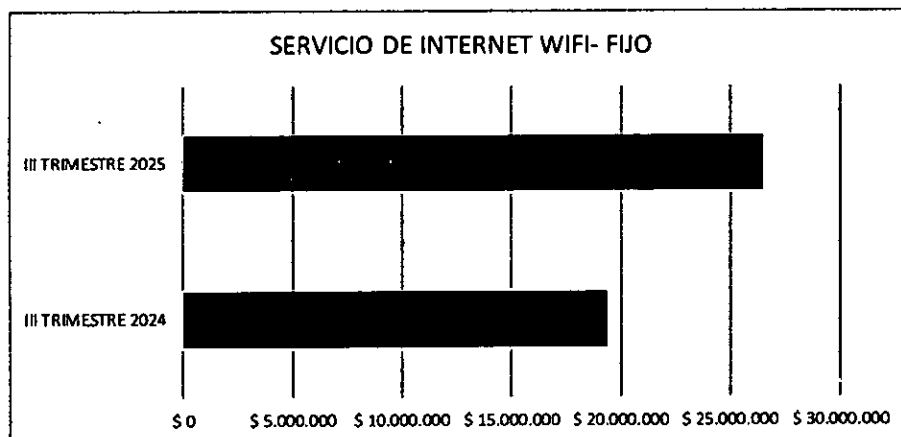 SERVICIO DE INTERNET WIFI- FIJO
III TRIMESTRE 2025
III TRIMESTRE 2024
$ 0 $ 5.000.000 $ 10.000.000 $ 15.000.000 $ 20.000.000 $ 25.000.000 $ 30.000.000